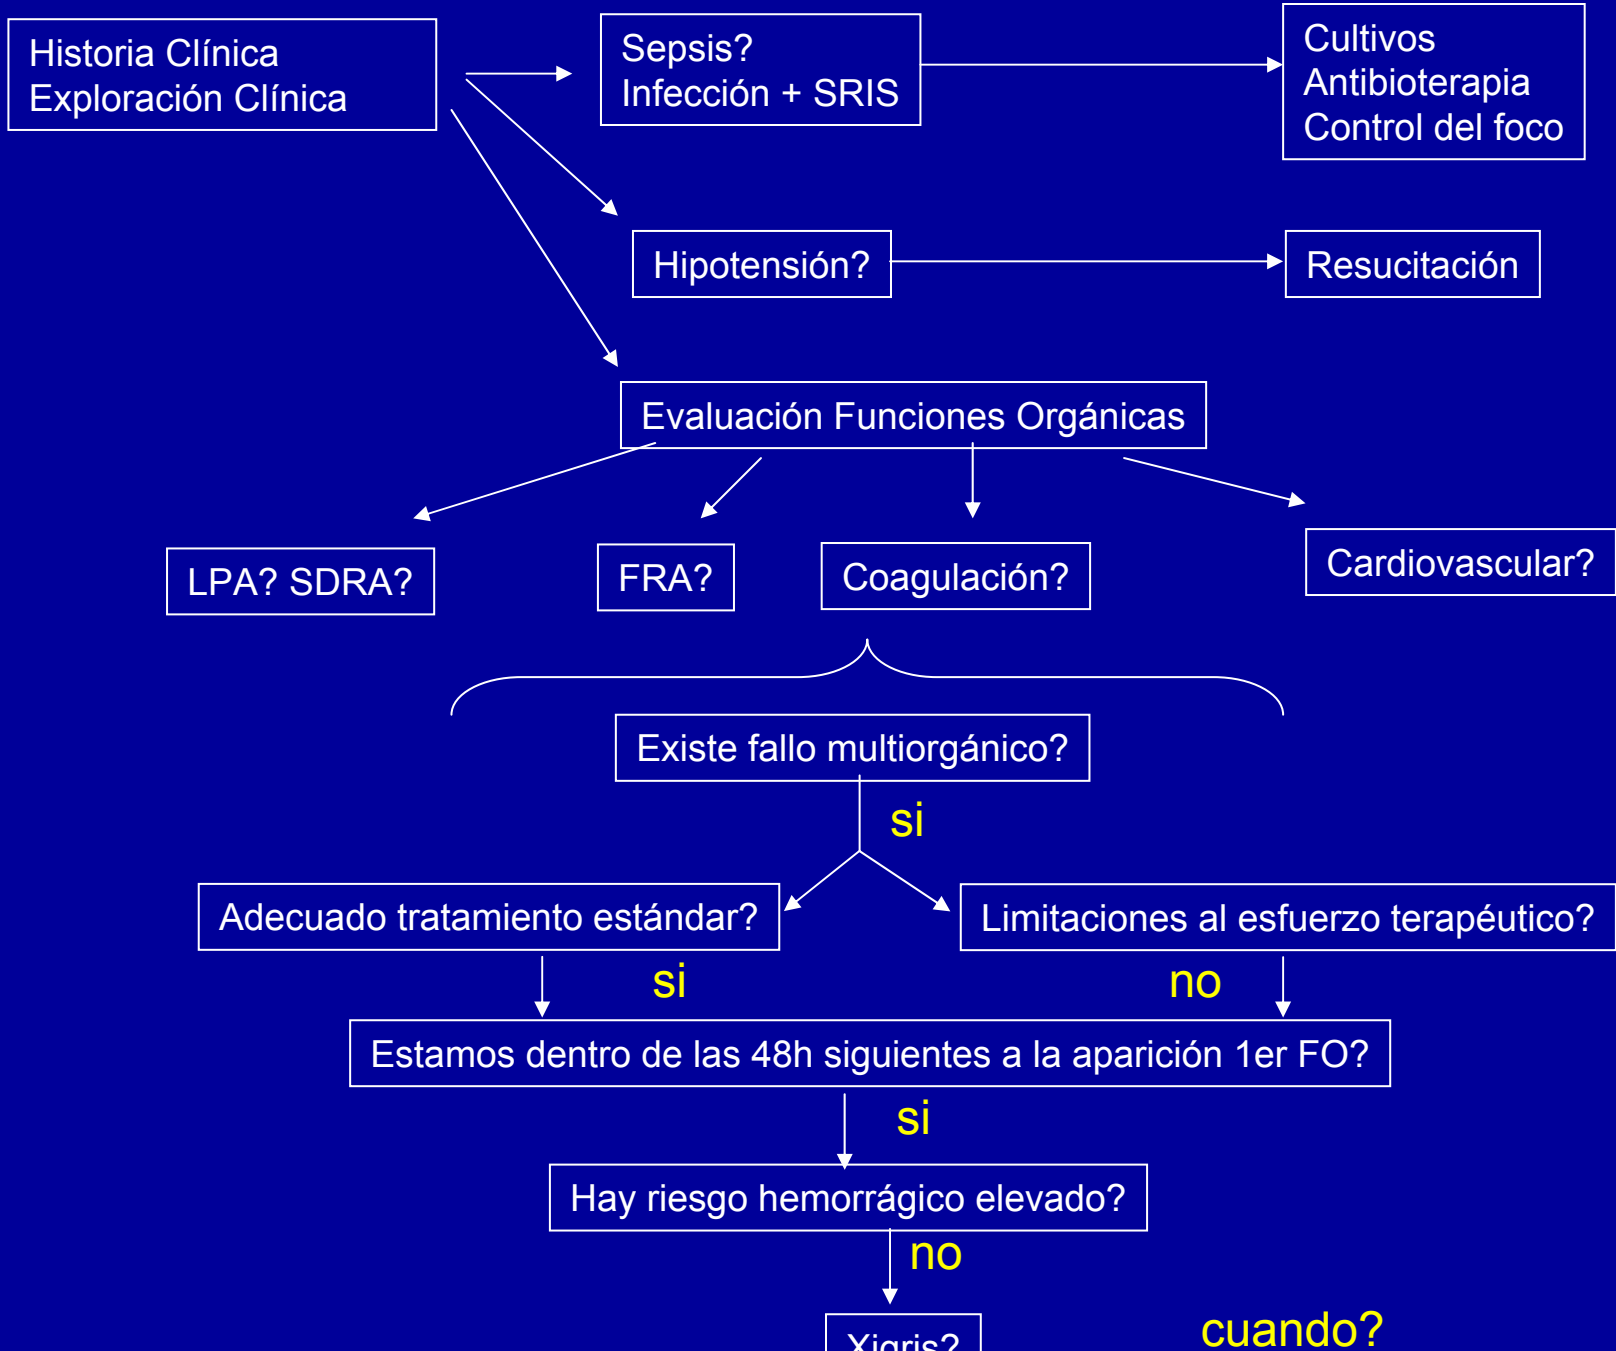 Historia Clínica
Exploración Clínica
Sepsis?
Infección + SRIS
Cultivos
Antibioterapia
Control del foco
Hipotensión?
Resucitación
Evaluación Funciones Orgánicas
LPA? SDRA?
FRA?
Coagulación?
Cardiovascular?
Existe fallo multiorgánico?
si
Adecuado tratamiento estándar?
Limitaciones al esfuerzo terapéutico?
si
no
Estamos dentro de las 48h siguientes a la aparición 1er FO?
si
Hay riesgo hemorrágico elevado?
no
Xigris?
cuando?